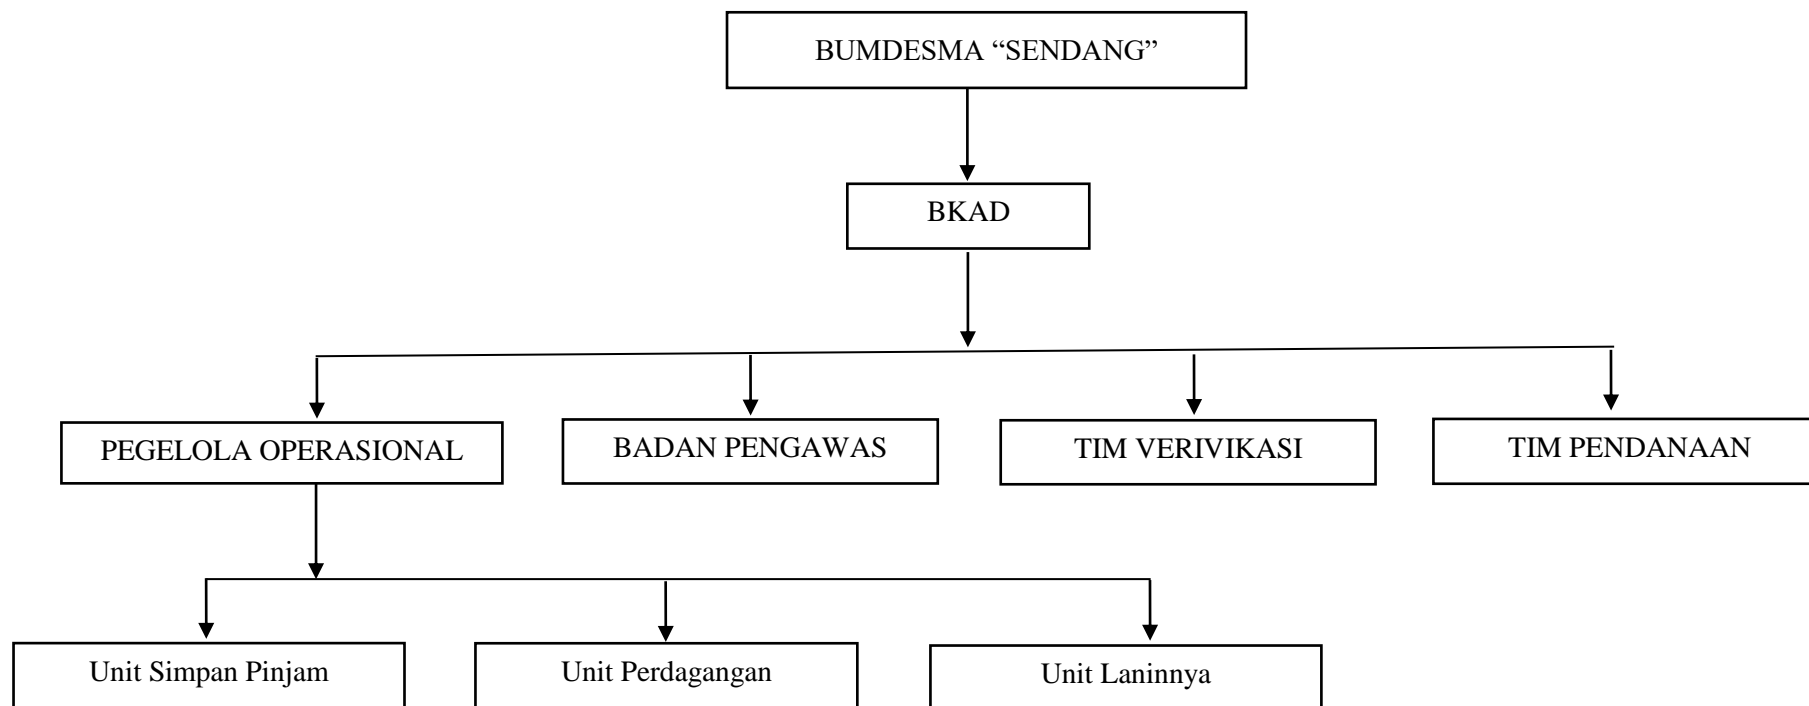 BUMDESMA “SENDANG”
BKAD
PEGELOLA OPERASIONAL
BADAN PENGAWAS
TIM VERIVIKASI
TIM PENDANAAN
Unit Simpan Pinjam
Unit Perdagangan
Unit Laninnya